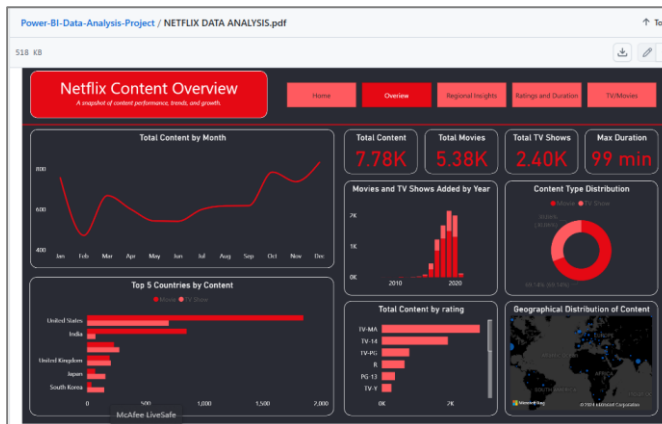 Power-BI-Data-Analysis-Project / NETFLIX DATA ANALYSIS.pdf
↑ To
518 KB
Netflix Content Overview
A snapshot of content performance, trends, and growth.
Home
Overiew
Regional Insights
Ratings and Duration
TV/Movies
Total Content by Month
800
600
400
Jan Feb Mar Apr May Jun Jul Aug Sep Oct Nov Dec
Total Content
7.78K
Total Movies
5.38K
Total TV Shows
2.40K
Max Duration
99 min
Movies and TV Shows Added by Year
2K
1K
0K
2010 2020
Content Type Distribution
Movie TV Show
Top 5 Countries by Content
Movie TV Show
United States
India
United Kingdom
Japan
South Korea
0 500 1,000 1,500 2,000
Total Content by rating
TV-MA
TV-14
TV-PG
R
PG-13
TV-Y
0K 2K
Geographical Distribution of Content
EUROPE
AFRICA
Microsoft Bing
McAfee LiveSafe